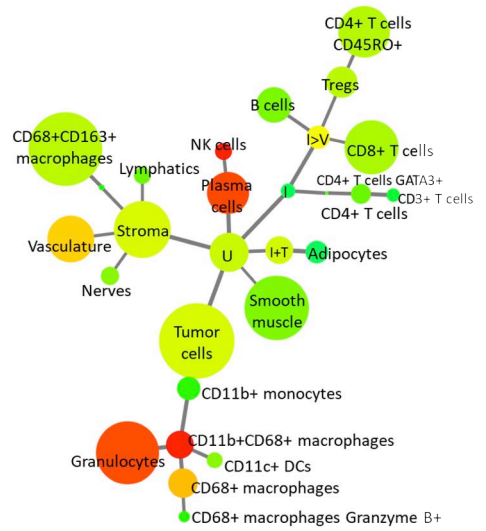 CD4+ T cells
CD45RO+
Tregs
B cells
I>V
CD8+ T cells
NK cells
Plasma
cells
CD68+CD163+
macrophages
Lymphatics
I
CD4+ T cells GATA3+
CD3+ T cells
CD4+ T cells
Stroma
Vasculature
U
I+T
Adipocytes
Nerves
Smooth
muscle
Tumor
cells
CD11b+ monocytes
CD11b+CD68+ macrophages
Granulocytes
CD11c+ DCs
CD68+ macrophages
CD68+ macrophages Granzyme B+